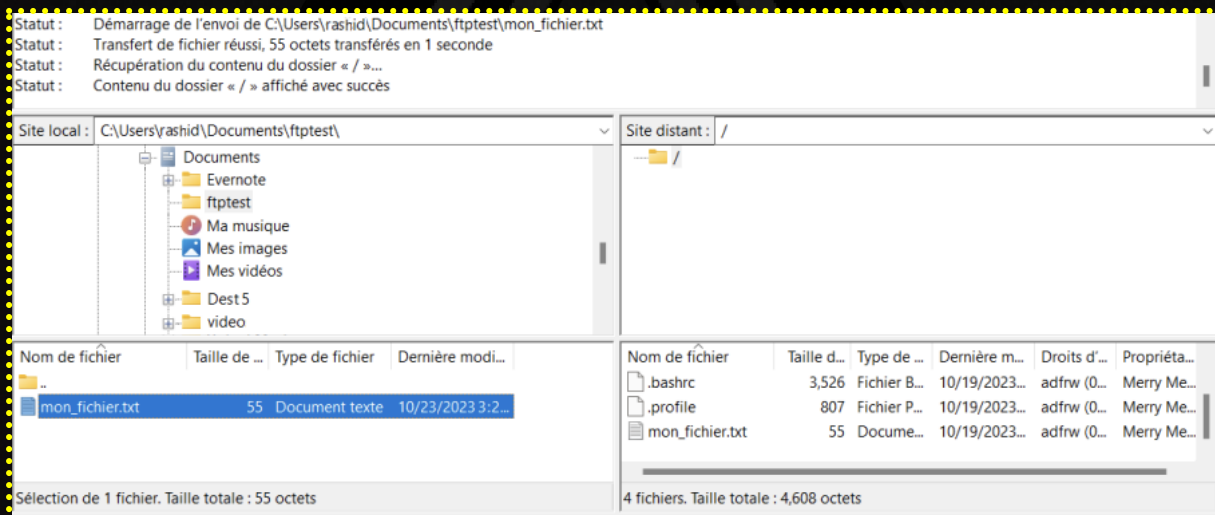 Statut : Démarrage de l'envoi de C:\Users\rashid\Documents\ftptest\mon_fichier.txt
Statut : Transfert de fichier réussi, 55 octets transférés en 1 seconde
Statut : Récupération du contenu du dossier « / »...
Statut : Contenu du dossier « / » affiché avec succès
Site local : C:\Users\rashid\Documents\ftptest\
Documents
Evernote
ftptest
Ma musique
Mes images
Mes vidéos
Dest 5
video
Nom de fichier Taille de ... Type de fichier Dernière modi...
..
mon_fichier.txt 55 Document texte 10/23/2023 3:2...
Sélection de 1 fichier. Taille totale : 55 octets
Site distant : /
/
Nom de fichier Taille d... Type de ... Dernière m... Droits d'... Propriéta...
.bashrc 3,526 Fichier B... 10/19/2023... adfrw (0... Merry Me...
.profile 807 Fichier P... 10/19/2023... adfrw (0... Merry Me...
mon_fichier.txt 55 Docume... 10/19/2023... adfrw (0... Merry Me...
4 fichiers. Taille totale : 4,608 octets